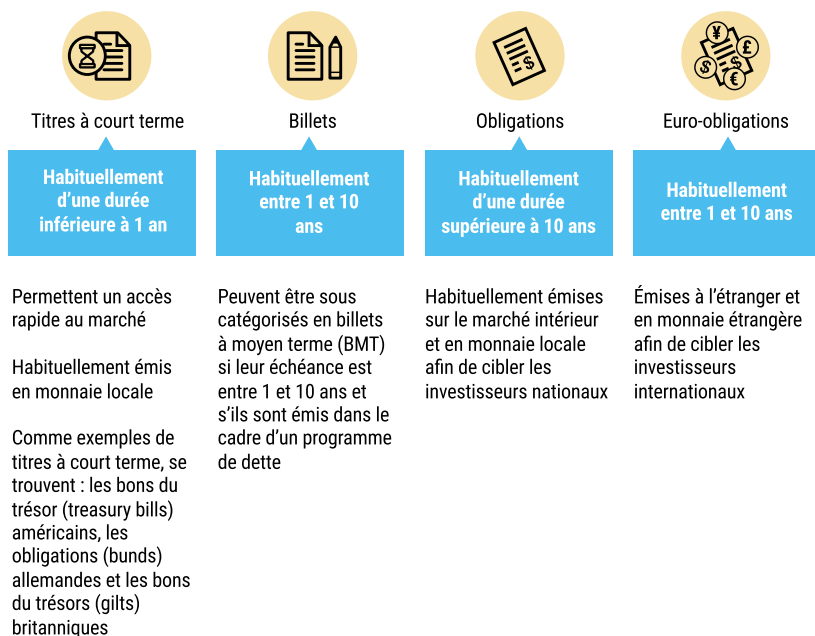 Titres à court terme
Habituellement
d'une durée
inférieure à 1 an
Permettent un accès
rapide au marché
Habituellement émis
en monnaie locale
Comme exemples de
titres à court terme, se
trouvent : les bons du
trésor (treasury bills)
américains, les
obligations (bunds)
allemandes et les bons
du trésors (gilts)
britanniques
Billets
Habituellement
entre 1 et 10
ans
Peuvent être sous
catégorisés en billets
à moyen terme (BMT)
si leur échéance est
entre 1 et 10 ans et
s'ils sont émis dans le
cadre d'un programme
de dette
$
Obligations
Habituellement
d'une durée
supérieure à 10 ans
Habituellement émises
sur le marché intérieur
et en monnaie locale
afin de cibler les
investisseurs nationaux
¥
£
$
$
€
Euro-obligations
Habituellement
entre 1 et 10 ans
Émises à l'étranger et
en monnaie étrangère
afin de cibler les
investisseurs
internationaux